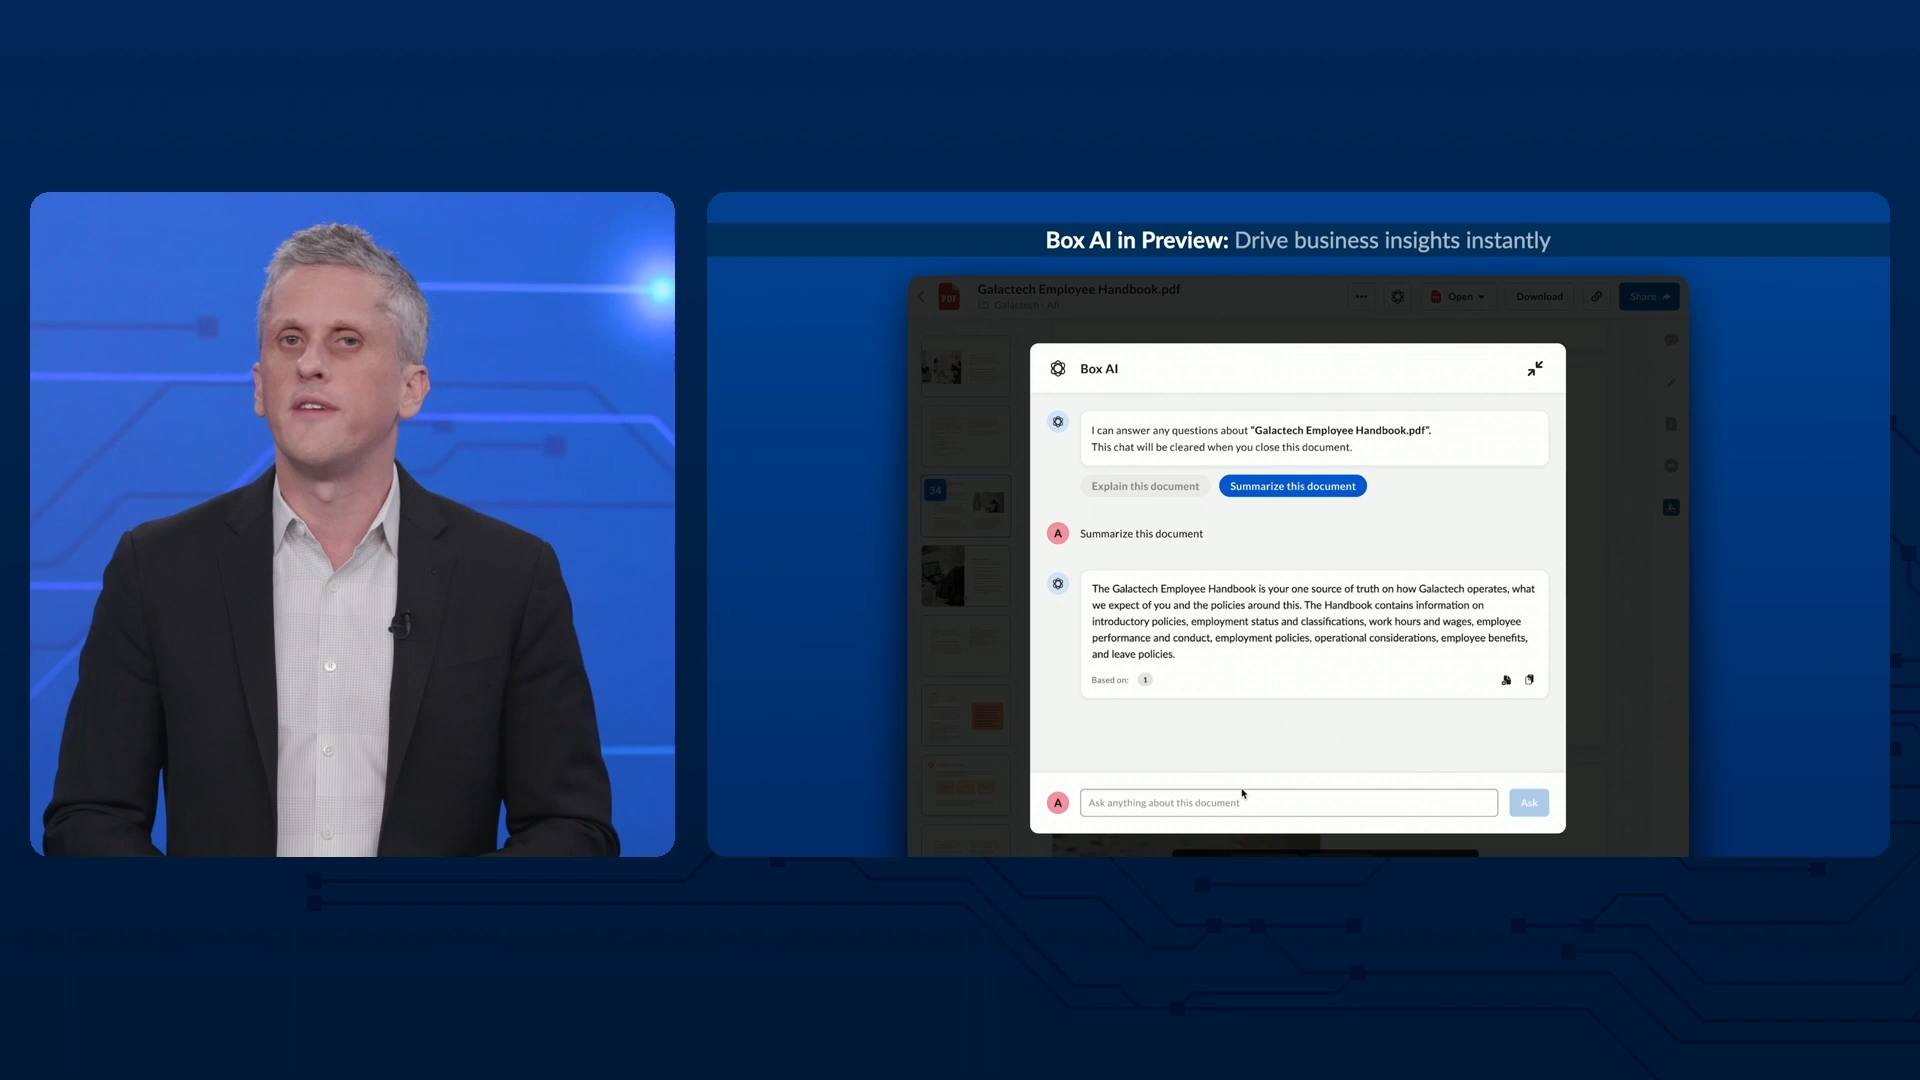 Box AI in Preview: Drive business insights instantly
PDF
Galactech Employee Handbook.pdf
Galactech - All
Open
Download
Share
Box AI
I can answer any questions about “Galactech Employee Handbook.pdf”.
This chat will be cleared when you close this document.
Explain this document
Summarize this document
34
A
Summarize this document
The Galactech Employee Handbook is your one source of truth on how Galactech operates, what
we expect of you and the policies around this. The Handbook contains information on
introductory policies, employment status and classifications, work hours and wages, employee
performance and conduct, employment policies, operational considerations, employee benefits,
and leave policies.
Based on: 1
A
Ask anything about this document
Ask